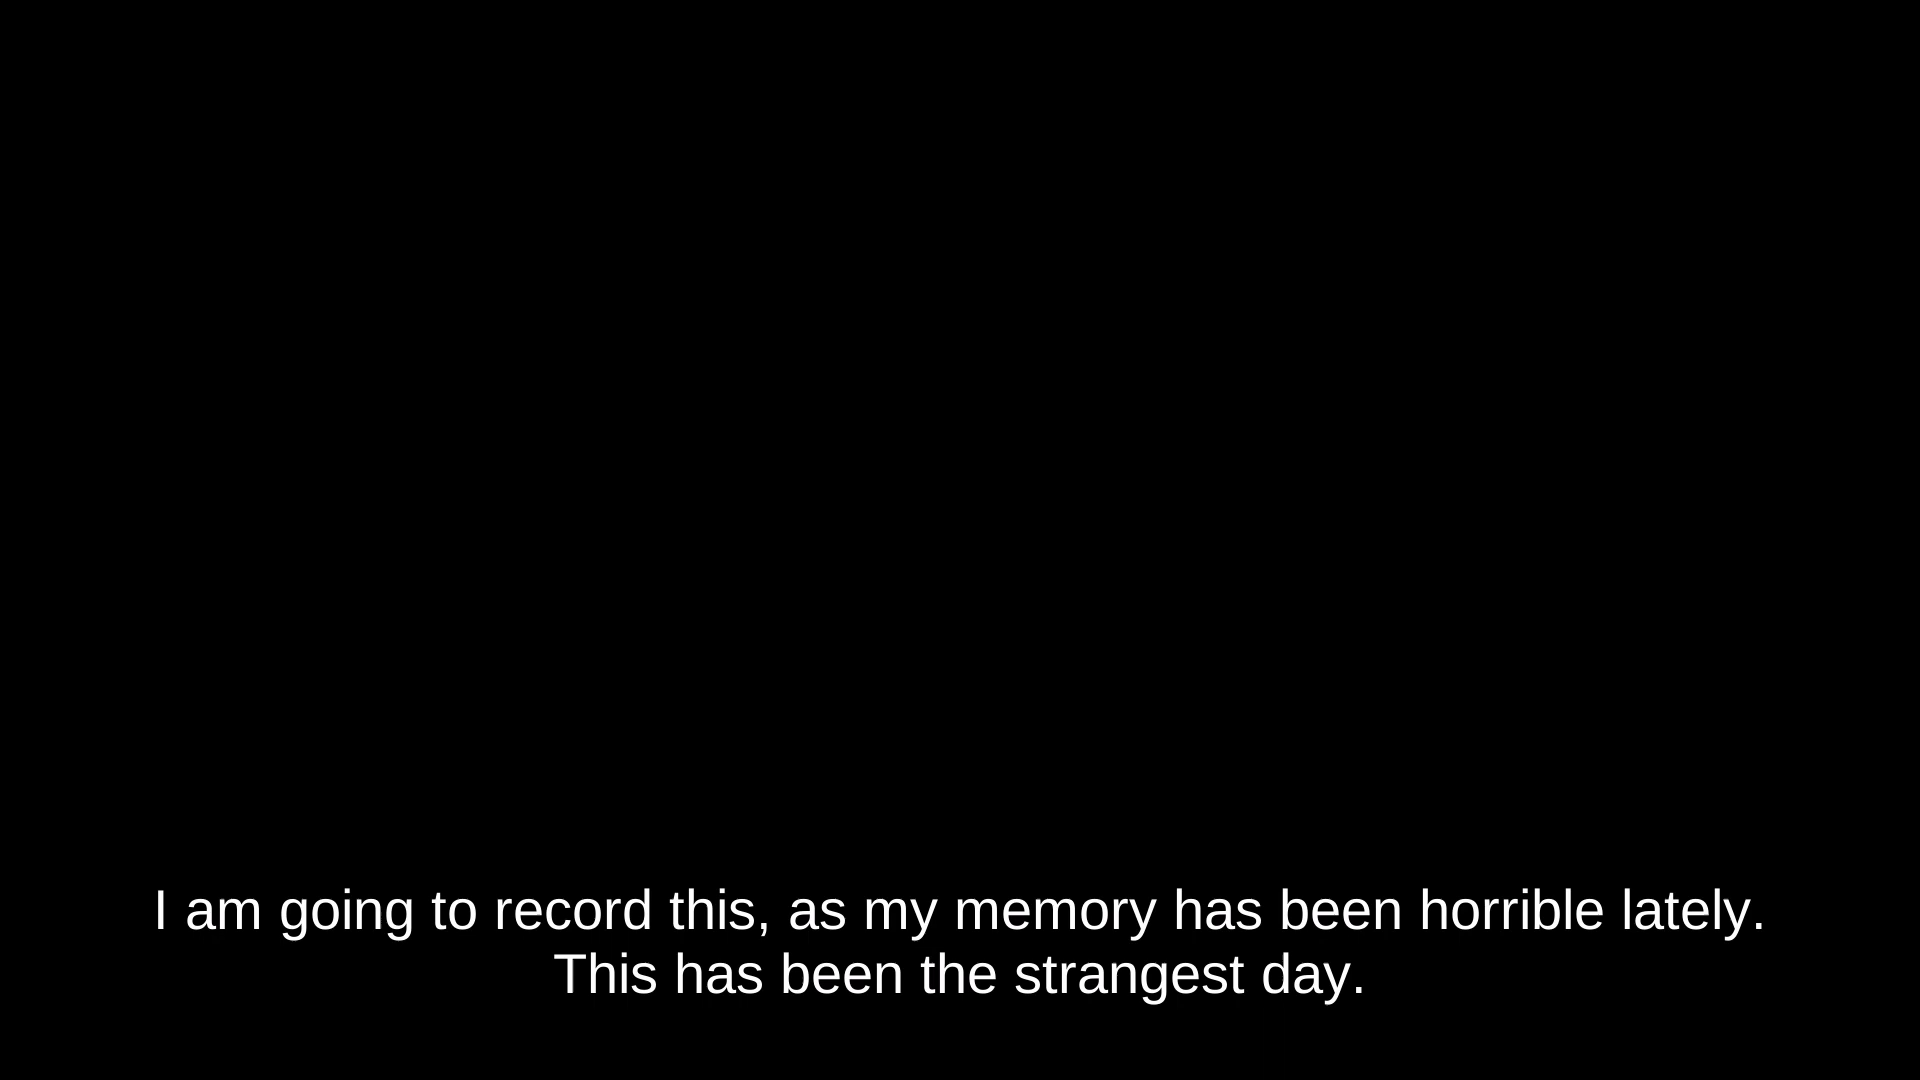 I am going to record this, as my memory has been horrible lately.
This has been the strangest day.